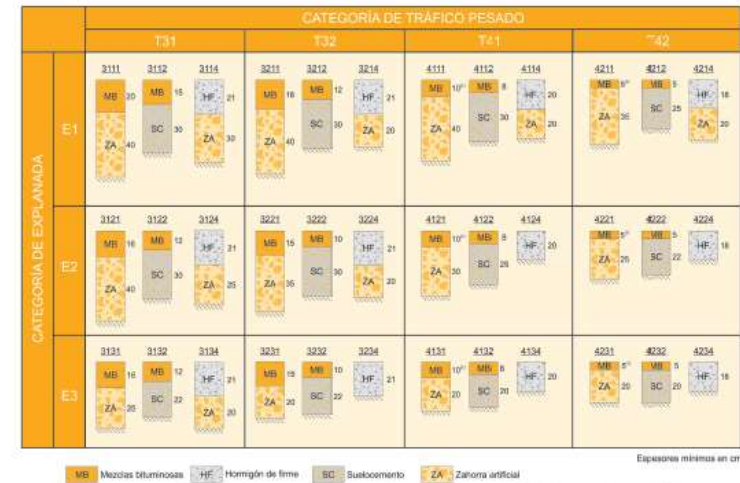 CATEGORÍA DE TRÁFICO PESADO
T31 T32 T41 T42
CATEGORÍA DE EXPLANADA
E1
3111 3112 3114 3211 3212 3214 4111 4112 4114 4211 4212 4214
MB 20 MB 15 HF 21 MB 18 MB 12 HF 21 MB 10 MB 8 HF 20 MB 5 MB 5 HF 18
ZA 40 SC 30 ZA 30 ZA 40 SC 30 ZA 20 ZA 40 SC 30 ZA 20 ZA 35 SC 25 ZA 20
E2
3121 3122 3124 3221 3222 3224 4121 4122 4124 4221 4222 4224
MB 16 MB 12 HF 21 MB 15 MB 10 HF 21 MB 10 MB 8 HF 20 MB 5 MB 5 HF 18
ZA 40 SC 30 ZA 25 ZA 35 SC 30 ZA 20 ZA 30 SC 25 ZA 25 SC 22
E3
3131 3132 3134 3231 3232 3234 4131 4132 4134 4231 4232 4234
MB 16 MB 12 HF 21 MB 15 MB 10 HF 21 MB 10 MB 8 HF 20 MB 5 MB 5 HF 18
ZA 25 SC 22 ZA 20 ZA 20 SC 22 ZA 20 SC 20 ZA 20 SC 20
Espesores mínimos en cm
MB Mezclas bituminosas HF Hormigón de firme SC Suelocemento ZA Zahorra artificial